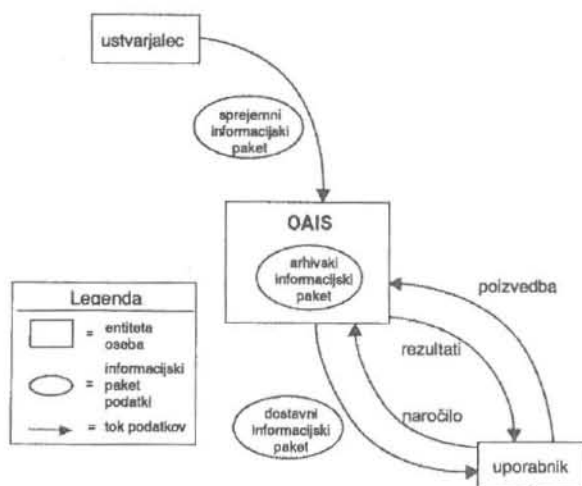 ustvarjalec
sprejemni
informacijski
paket
OAIS
arhivski
informacijski
paket
poizvedba
rezultati
naročilo
dostavni
informacijski
paket
uporabnik
Legenda
= entiteta
oseba
= informacijski
paket
podatki
= tok podatkov